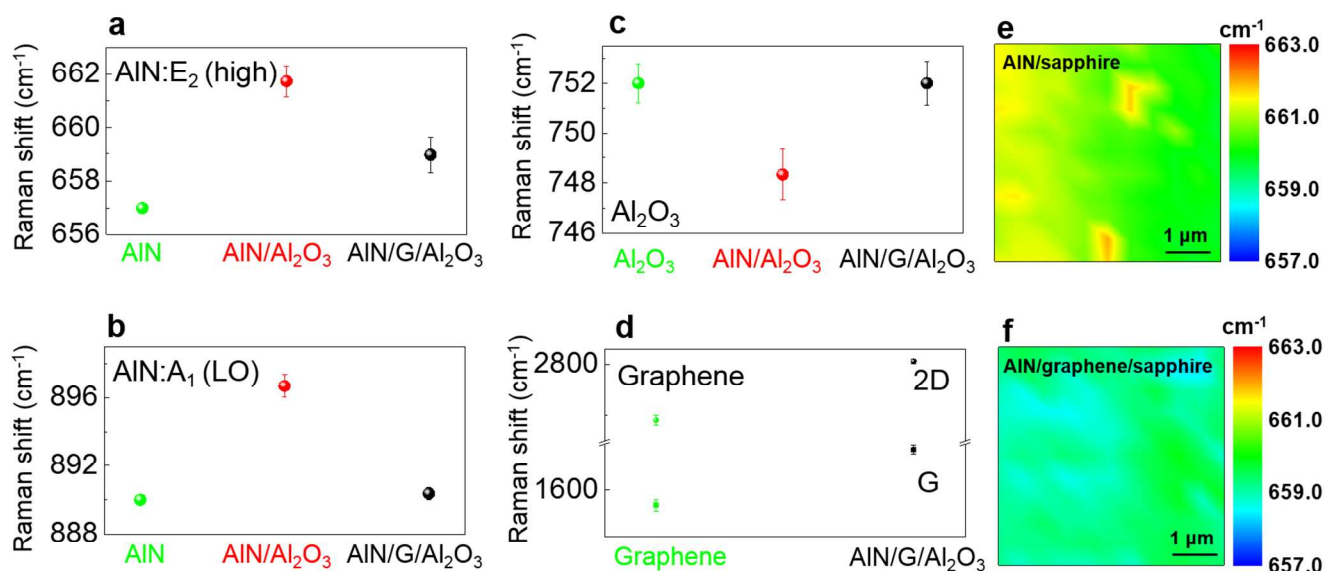 a
Raman shift (cm⁻¹)
AlN:E₂ (high)
662
660
658
656
AlN
AlN/Al₂O₃
AlN/G/Al₂O₃
b
Raman shift (cm⁻¹)
AlN:A₁ (LO)
896
890
888
AlN
AlN/Al₂O₃
AlN/G/Al₂O₃
c
Raman shift (cm⁻¹)
752
750
748
746
Al₂O₃
Al₂O₃
AlN/Al₂O₃
AlN/G/Al₂O₃
d
Raman shift (cm⁻¹)
2800
1600
Graphene
2D
G
Graphene
AlN/G/Al₂O₃
e
cm⁻¹
AlN/sapphire
1 µm
663.0
661.0
659.0
657.0
f
cm⁻¹
AlN/graphene/sapphire
1 µm
663.0
661.0
659.0
657.0